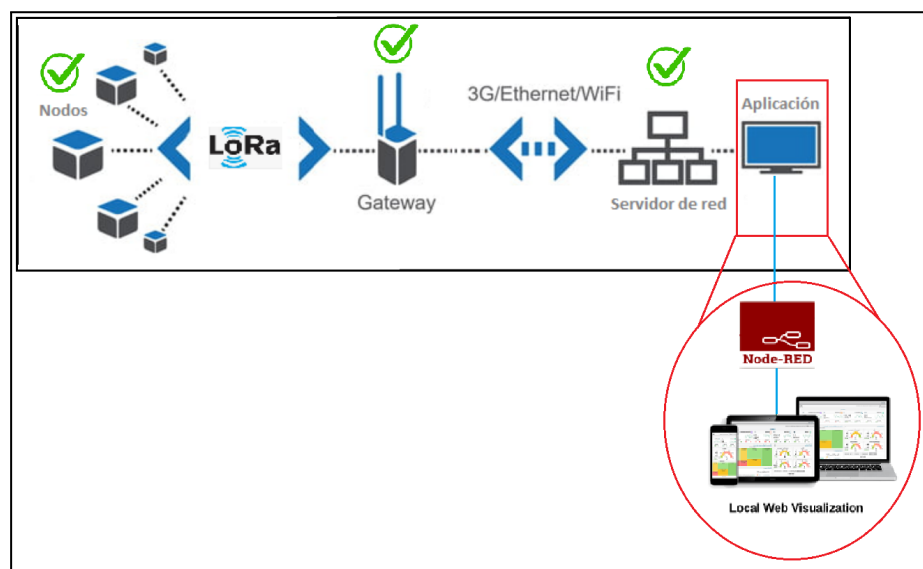 Nodos
LoRa
Gateway
3G/Ethernet/WiFi
Servidor de red
Aplicación
Node-RED
Local Web Visualization